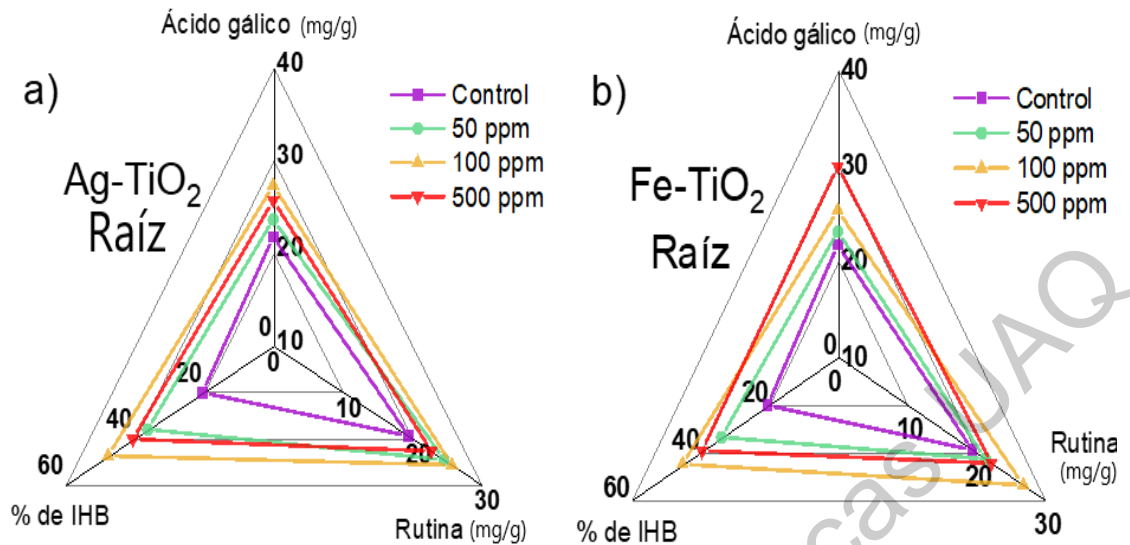 Ácido gálico (mg/g)
40
a)
Control
50 ppm
100 ppm
500 ppm
30
Ag-TiO₂
Raíz
20
0
10
0
20
10
40
20
60
30
% de IHB
Rutina (mg/g)
Ácido gálico (mg/g)
40
b)
Control
50 ppm
100 ppm
500 ppm
30
Fe-TiO₂
Raíz
20
0
10
0
20
10
40
20
Rutina
(mg/g)
60
30
% de IHB
cas UAQ